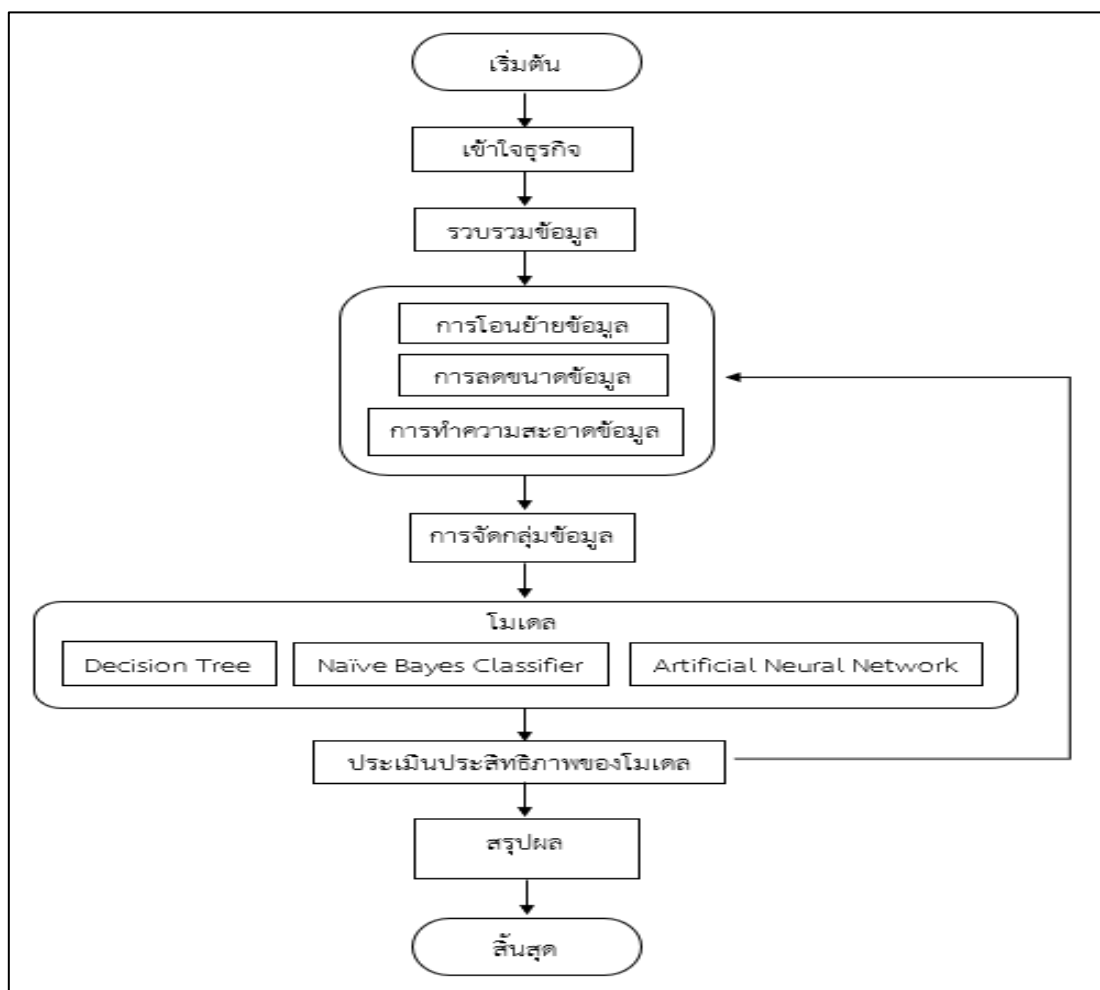 เริ่มต้น
เข้าใจธุรกิจ
รวบรวมข้อมูล
การโอนย้ายข้อมูล
การลดขนาดข้อมูล
การทำความสะอาดข้อมูล
การจัดกลุ่มข้อมูล
โมเดล
Decision Tree
Naïve Bayes Classifier
Artificial Neural Network
ประเมินประสิทธิภาพของโมเดล
สรุปผล
สิ้นสุด